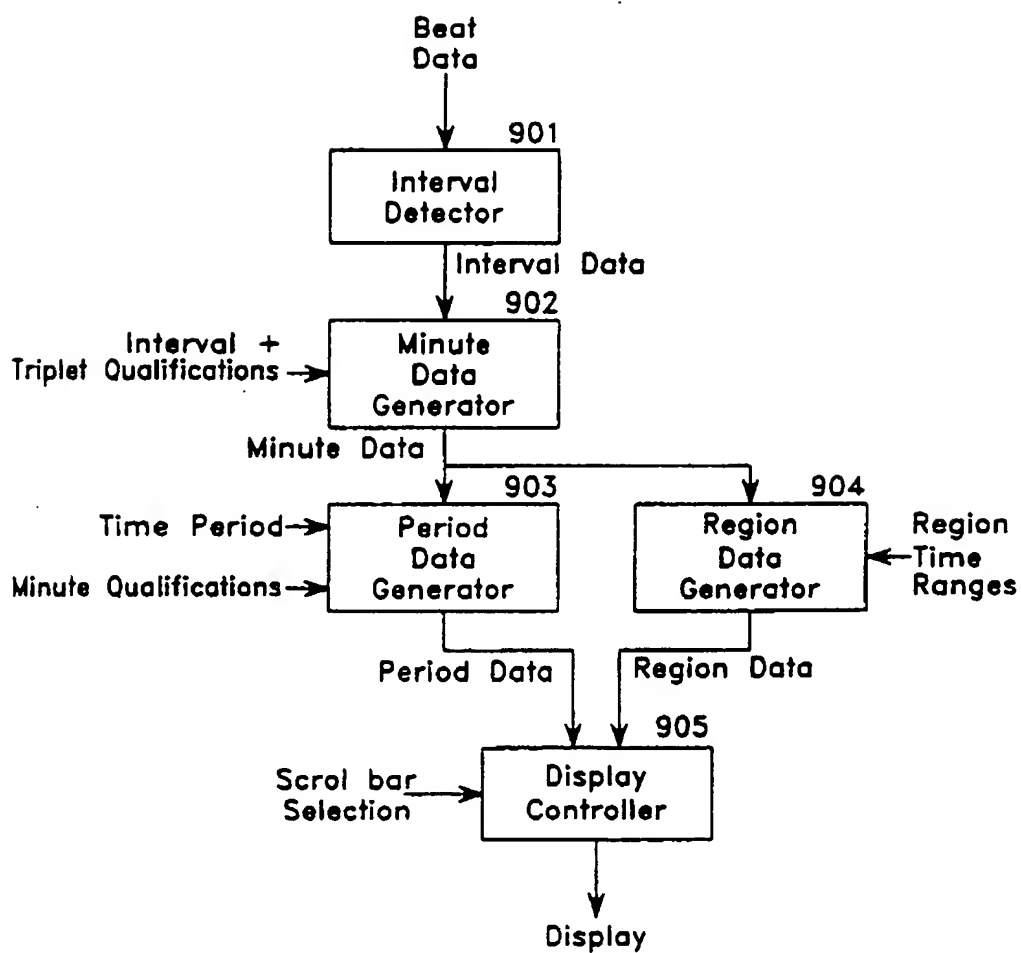 Beat
Data
901
Interval
Detector
Interval Data
902
Interval +
Triplet Qualifications
Minute
Data
Generator
Minute Data
903
904
Time Period
Minute Qualifications
Period
Data
Generator
Region
Data
Generator
Region
Time
Ranges
Period Data
Region Data
905
Scrol bar
Selection
Display
Controller
Display